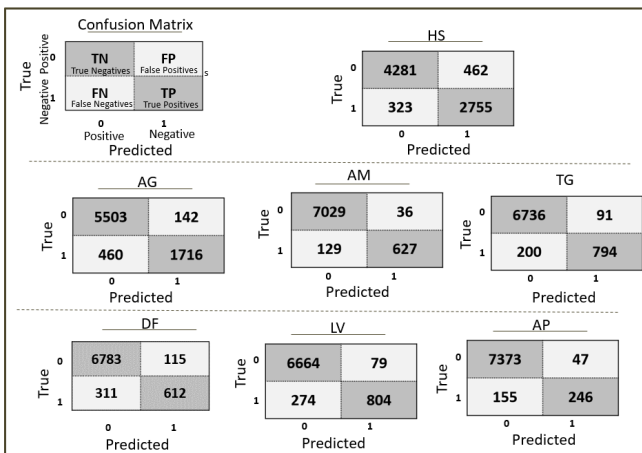 Confusion Matrix
True
Negative Positive
0
TN
True Negatives
FP
False Positives
s
1
FN
False Negatives
TP
True Positives
0
1
Positive
Negative
Predicted
HS
True
0
4281
462
1
323
2755
0
1
Predicted
AG
True
0
5503
142
1
460
1716
0
1
Predicted
AM
True
0
7029
36
1
129
627
0
1
Predicted
TG
True
0
6736
91
1
200
794
0
1
Predicted
DF
True
0
6783
115
1
311
612
0
1
Predicted
LV
True
0
6664
79
1
274
804
0
1
Predicted
AP
True
0
7373
47
1
155
246
0
1
Predicted